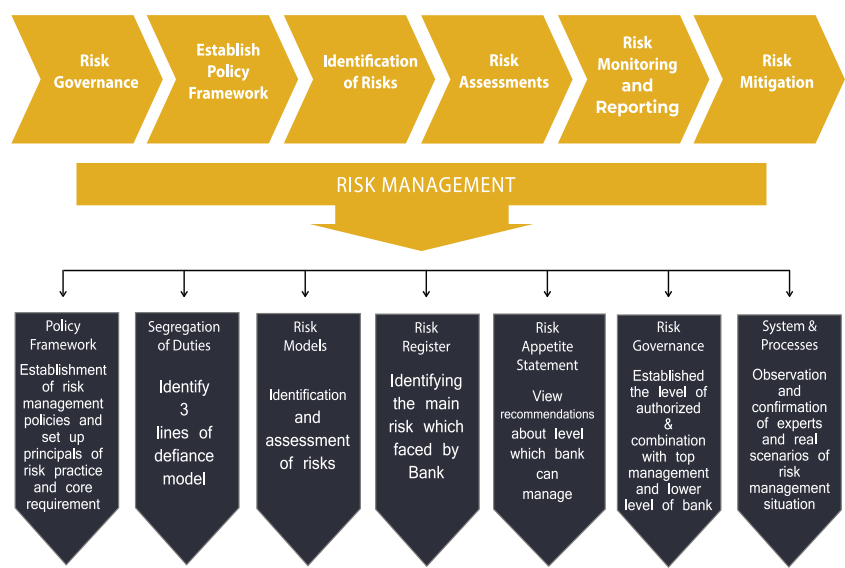 Risk
Governance
Establish
Policy
Framework
Identification
of Risks
Risk
Assessments
Risk
Monitoring
and
Reporting
Risk
Mitigation
RISK MANAGEMENT
Policy
Framework
Establishment
of risk
management
policies and
set up
principals of
risk practice
and core
requirement
Segregation
of Duties
Identify
3
lines of
defiance
model
Risk
Models
Identification
and
assessment
of risks
Risk
Register
Identifying
the main
risk which
faced by
Bank
Risk
Appetite
Statement
View
recommendations
about level
which bank
can
manage
Risk
Governance
Established
the level of
authorized
&
combination
with top
management
and lower
level of bank
System &
Processes
Observation
and
confirmation
of experts
and real
scenarios of
risk
management
situation